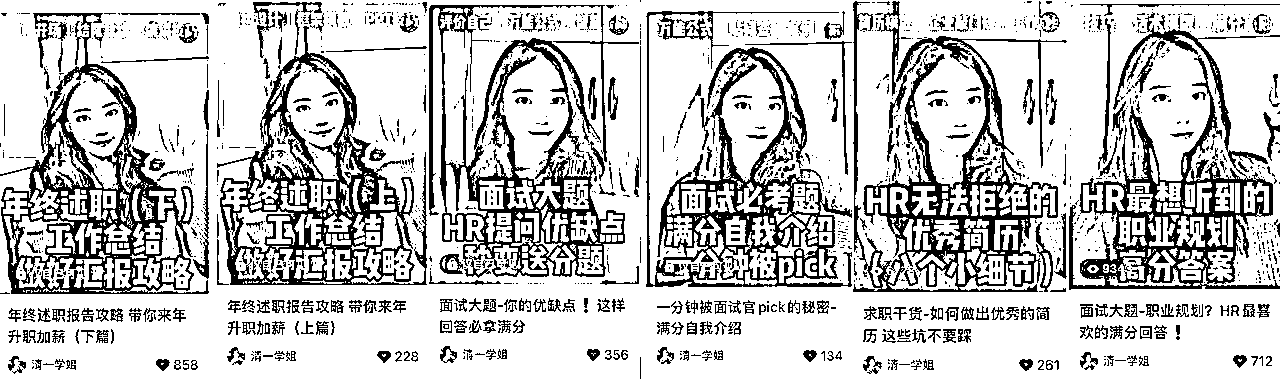 年终述职（下）
工作总结
做好汇报攻略
年终述职报告攻略 带你来年
升职加薪（下篇）
清一学姐
858
年终述职（上）
工作总结
做好汇报攻略
年终述职报告攻略 带你来年
升职加薪（上篇）
清一学姐
228
面试大题
HR提问优缺点
秒变送分题
面试大题-你的优缺点！这样
回答必拿满分
清一学姐
356
万能公式
面试必考题
满分自我介绍
一分钟被pick
一分钟被面试官pick的秘密-
满分自我介绍
清一学姐
134
HR无法拒绝的
优秀简历
（八个小细节）
求职干货-如何做出优秀的简
历 这些坑不要踩
清一学姐
261
HR最想听到的
职业规划
高分答案
面试大题-职业规划？HR最喜
欢的满分回答！
清一学姐
712